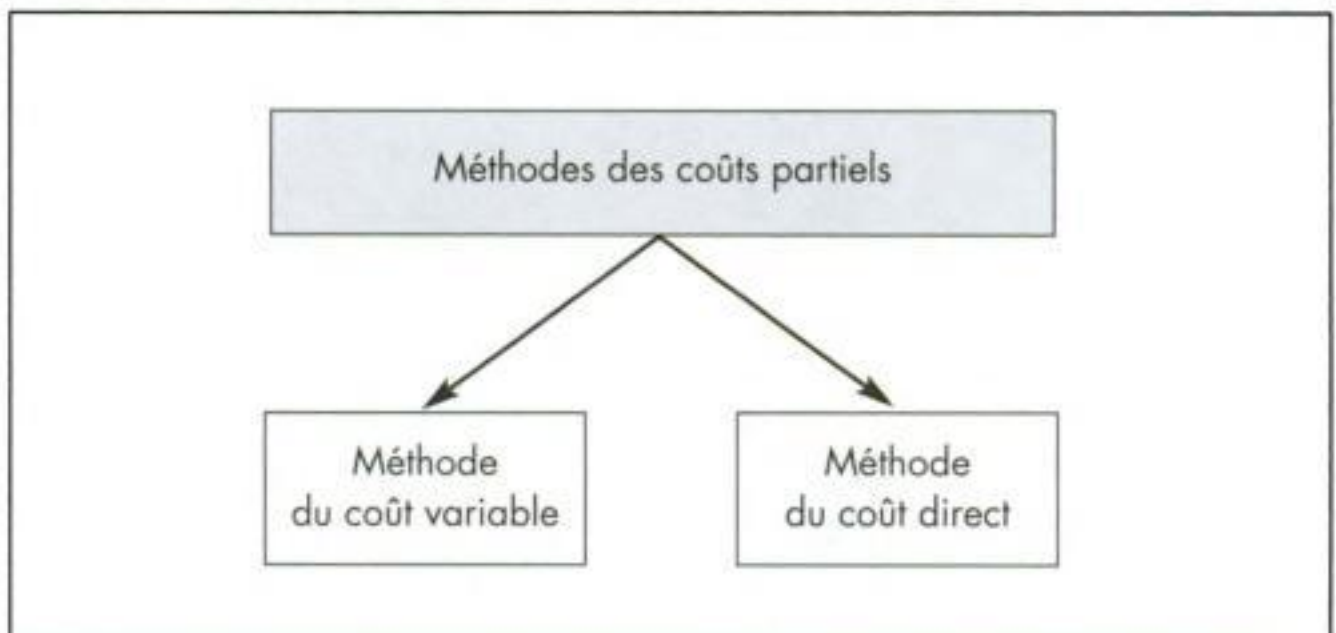 Méthodes des coûts partiels
Méthode
du coût variable
Méthode
du coût direct